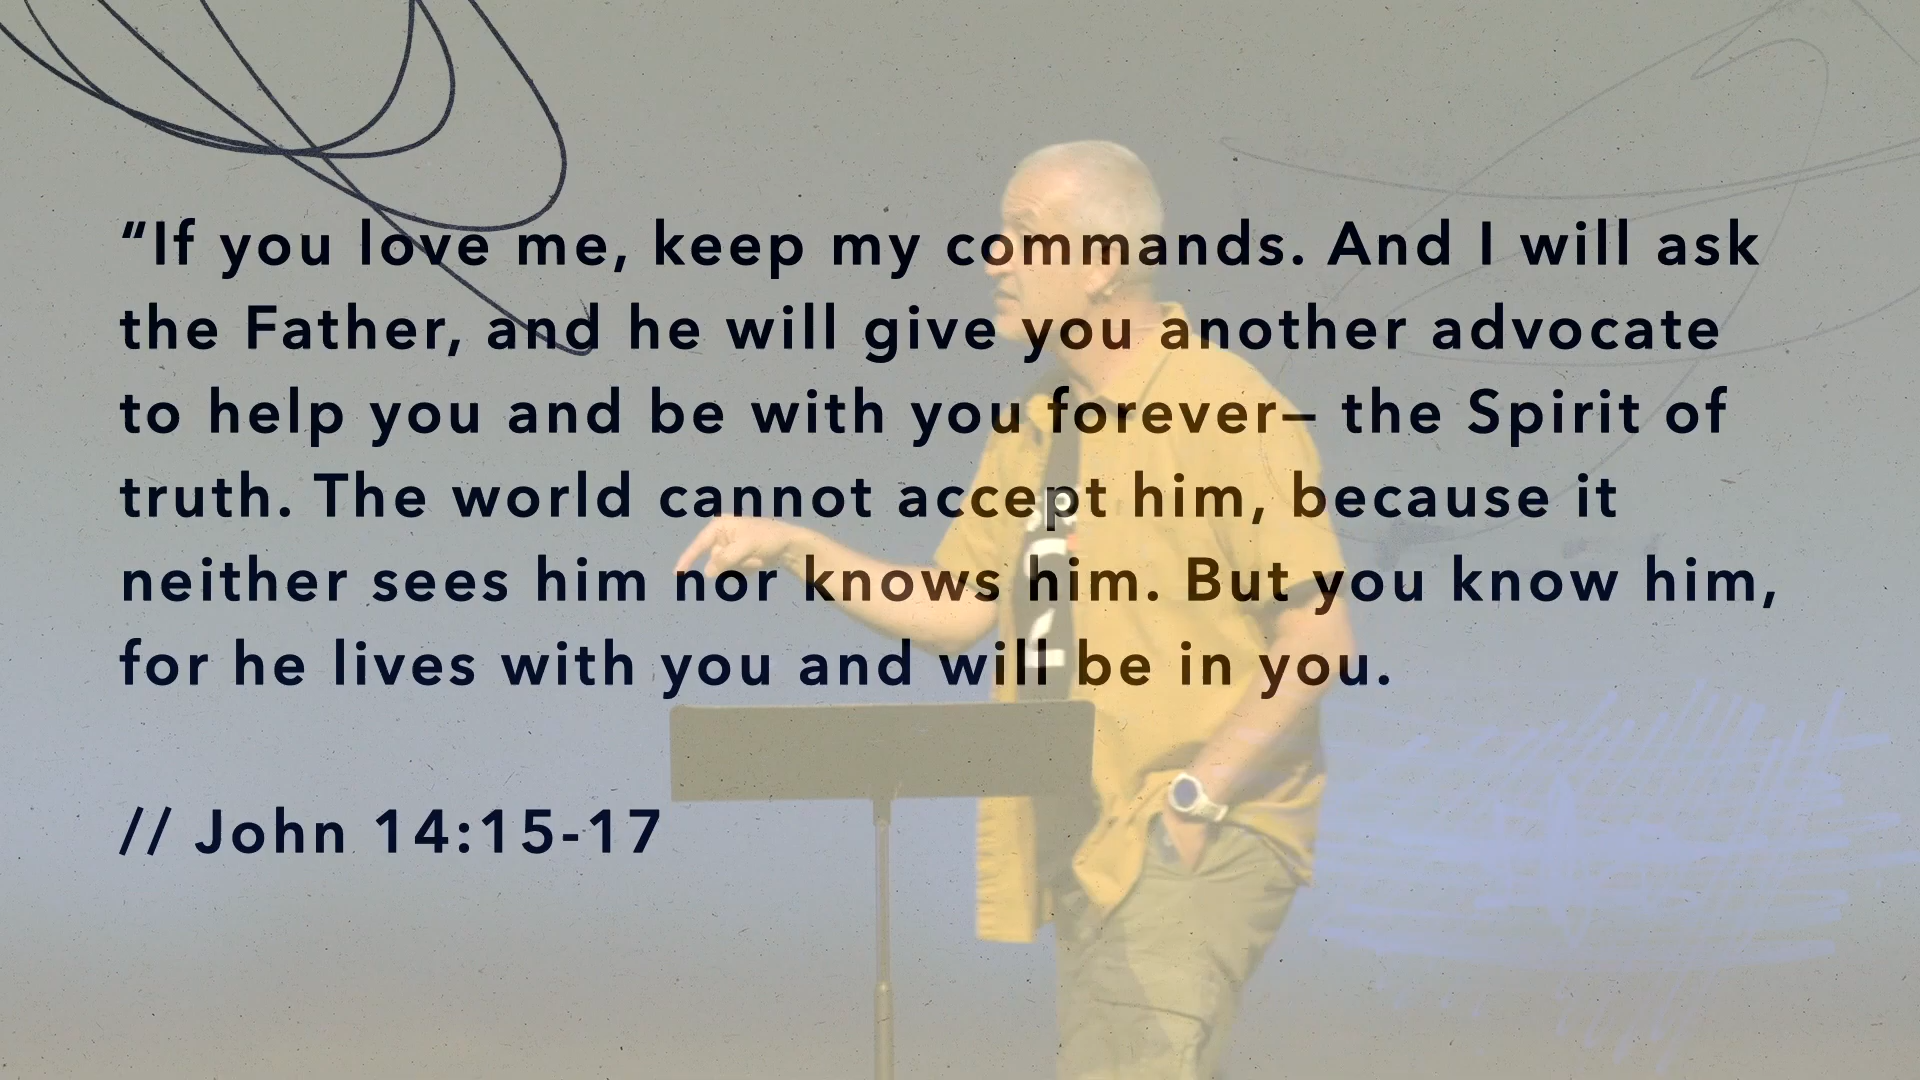 “If you love me, keep my commands. And I will ask
the Father, and he will give you another advocate
to help you and be with you forever— the Spirit of
truth. The world cannot accept him, because it
neither sees him nor knows him. But you know him,
for he lives with you and will be in you.
// John 14:15-17